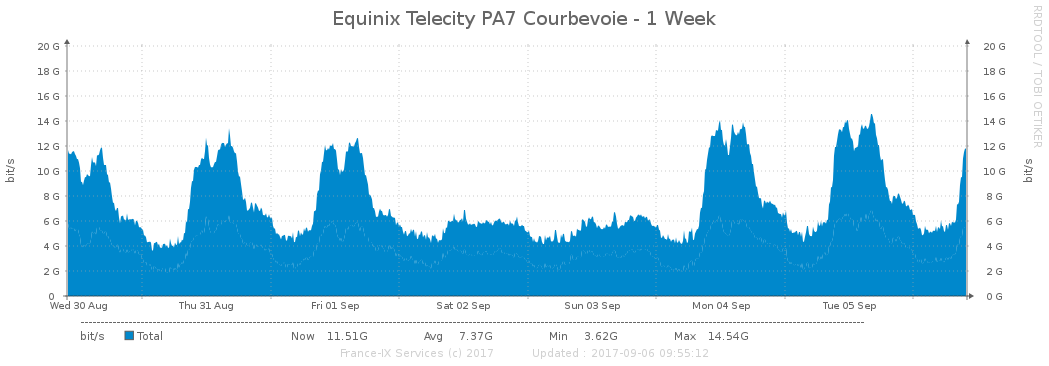 Equinix Telecity PA7 Courbevoie - 1 Week
RRDTOOL / TOBI OETIKER
20 G 20 G
18 G 18 G
16 G 16 G
14 G 14 G
12 G 12 G
10 G 10 G
8 G 8 G
6 G 6 G
4 G 4 G
2 G 2 G
0 0 G
bit/s
bit/s
Wed 30 Aug Thu 31 Aug Fri 01 Sep Sat 02 Sep Sun 03 Sep Mon 04 Sep Tue 05 Sep
bit/s Total Now 11.51G Avg 7.37G Min 3.62G Max 14.54G
France-IX Services (c) 2017 Updated : 2017-09-06 09:55:12